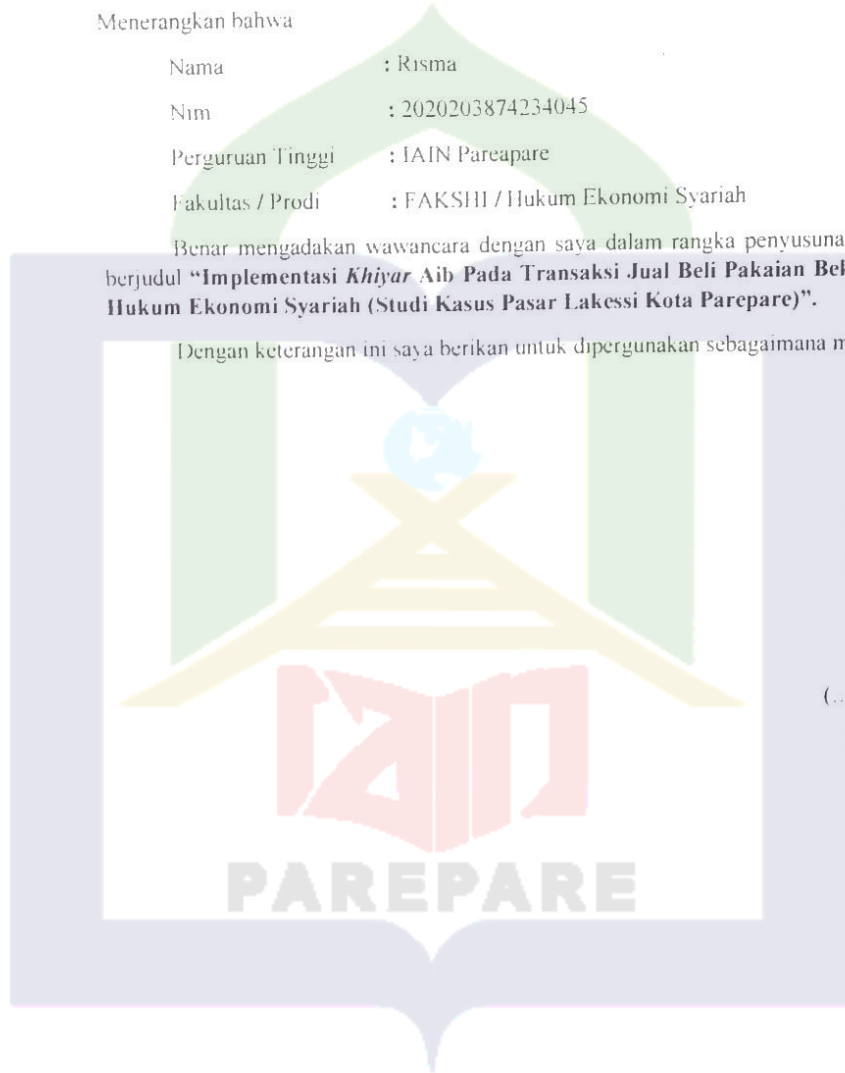 Menerangkan bahwa
Nama : Risma
Nim : 2020203874234045
Perguruan Tinggi : IAIN Pareapare
Fakultas / Prodi : FAKSHI / Hukum Ekonomi Syariah
Benar mengadakan wawancara dengan saya dalam rangka penyusuna
berjudul “Implementasi Khiyar Aib Pada Transaksi Jual Beli Pakaian Bek
Hukum Ekonomi Syariah (Studi Kasus Pasar Lakessi Kota Parepare)”.
Dengan keterangan ini saya berikan untuk dipergunakan sebagaimana m
(..
iain
PAREPARE